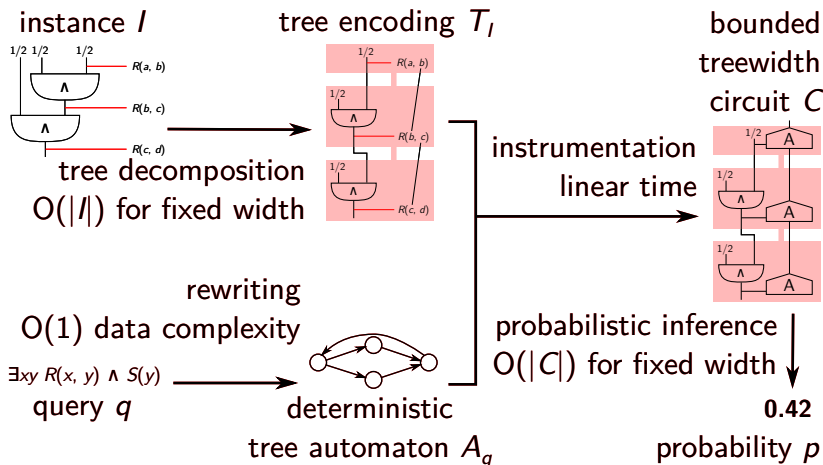 instance I
1/2 1/2 1/2
R(a, b)
∧
R(b, c)
∧
R(c, d)
tree decomposition
O(|I|) for fixed width
tree encoding T_I
1/2
R(a, b)
1/2
∧
R(b, c)
1/2
∧
R(c, d)
bounded
treewidth
circuit C
1/2
A
1/2
∧
A
1/2
∧
A
instrumentation
linear time
rewriting
O(1) data complexity
∃xy R(x, y) ∧ S(y)
query q
deterministic
tree automaton A_q
probabilistic inference
O(|C|) for fixed width
0.42
probability p